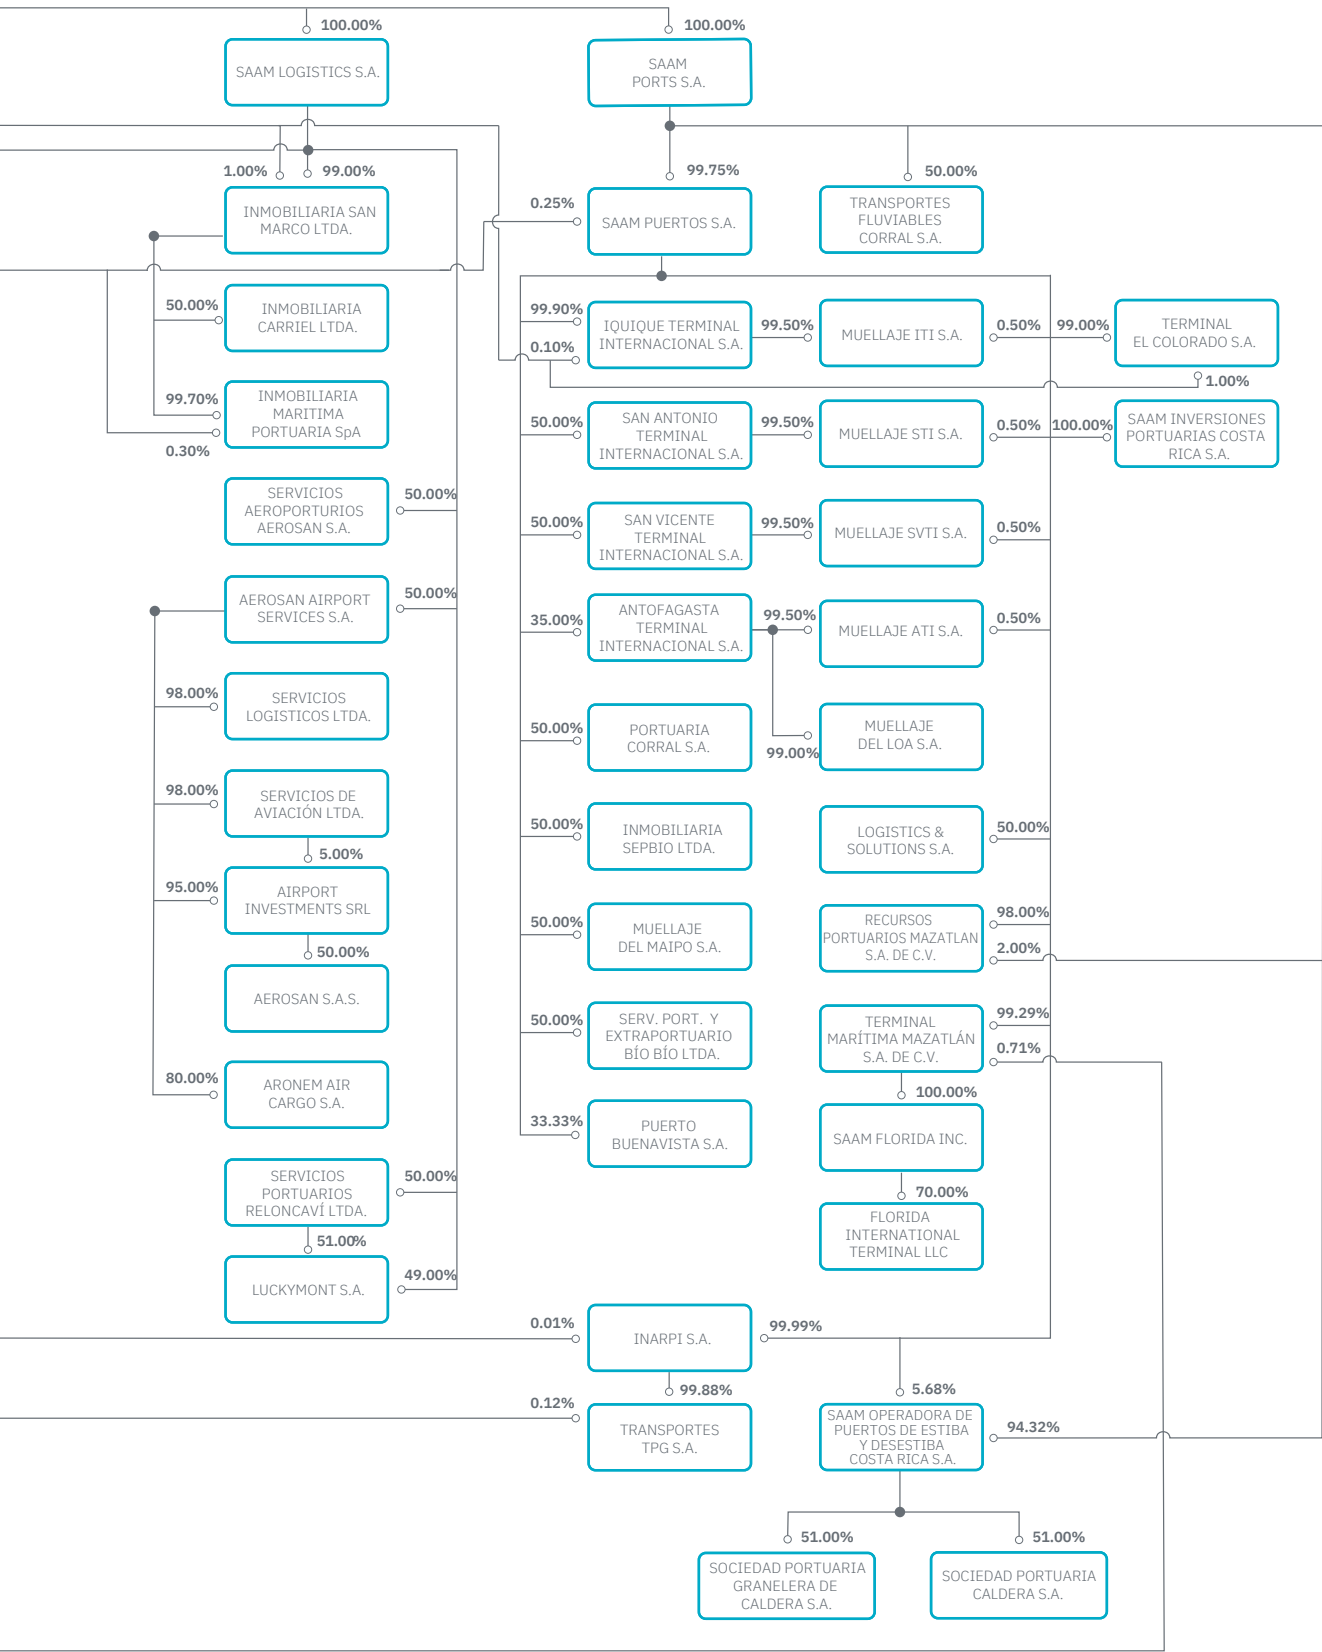 100.00%
100.00%
SAAM LOGISTICS S.A.
SAAM
PORTS S.A.
1.00%
99.00%
99.75%
50.00%
INMOBILIARIA SAN
MARCO LTDA.
0.25%
SAAM PUERTOS S.A.
TRANSPORTES
FLUVIABLES
CORRAL S.A.
50.00%
INMOBILIARIA
CARRIEL LTDA.
99.90%
0.10%
IQUIQUE TERMINAL
INTERNACIONAL S.A.
99.50%
MUELLAJE ITI S.A.
0.50%
99.00%
TERMINAL
EL COLORADO S.A.
1.00%
99.70%
0.30%
INMOBILIARIA
MARITIMA
PORTUARIA SpA
50.00%
SAN ANTONIO
TERMINAL
INTERNACIONAL S.A.
99.50%
MUELLAJE STI S.A.
0.50%
100.00%
SAAM INVERSIONES
PORTUARIAS COSTA
RICA S.A.
SERVICIOS
AEROPORTURIOS
AEROSAN S.A.
50.00%
50.00%
SAN VICENTE
TERMINAL
INTERNACIONAL S.A.
99.50%
MUELLAJE SVTI S.A.
0.50%
AEROSAN AIRPORT
SERVICES S.A.
50.00%
35.00%
ANTOFAGASTA
TERMINAL
INTERNACIONAL S.A.
99.50%
MUELLAJE ATI S.A.
0.50%
98.00%
SERVICIOS
LOGISTICOS LTDA.
50.00%
PORTUARIA
CORRAL S.A.
99.00%
MUELLAJE
DEL LOA S.A.
98.00%
SERVICIOS DE
AVIACIÓN LTDA.
5.00%
50.00%
INMOBILIARIA
SEPBIO LTDA.
LOGISTICS &
SOLUTIONS S.A.
50.00%
95.00%
AIRPORT
INVESTMENTS SRL
50.00%
50.00%
MUELLAJE
DEL MAIPO S.A.
RECURSOS
PORTUARIOS MAZATLAN
S.A. DE C.V.
98.00%
2.00%
AEROSAN S.A.S.
50.00%
SERV. PORT. Y
EXTRAPORTUARIO
BÍO BÍO LTDA.
TERMINAL
MARÍTIMA MAZATLÁN
S.A. DE C.V.
99.29%
0.71%
100.00%
80.00%
ARONEM AIR
CARGO S.A.
33.33%
PUERTO
BUENAVISTA S.A.
SAAM FLORIDA INC.
70.00%
SERVICIOS
PORTUARIOS
RELONCAVÍ LTDA.
50.00%
51.00%
FLORIDA
INTERNATIONAL
TERMINAL LLC
LUCKYMONT S.A.
49.00%
0.01%
INARPI S.A.
99.99%
99.88%
5.68%
0.12%
TRANSPORTES
TPG S.A.
SAAM OPERADORA DE
PUERTOS DE ESTIBA
Y DESESTIBA
COSTA RICA S.A.
94.32%
51.00%
51.00%
SOCIEDAD PORTUARIA
GRANELERA DE
CALDERA S.A.
SOCIEDAD PORTUARIA
CALDERA S.A.